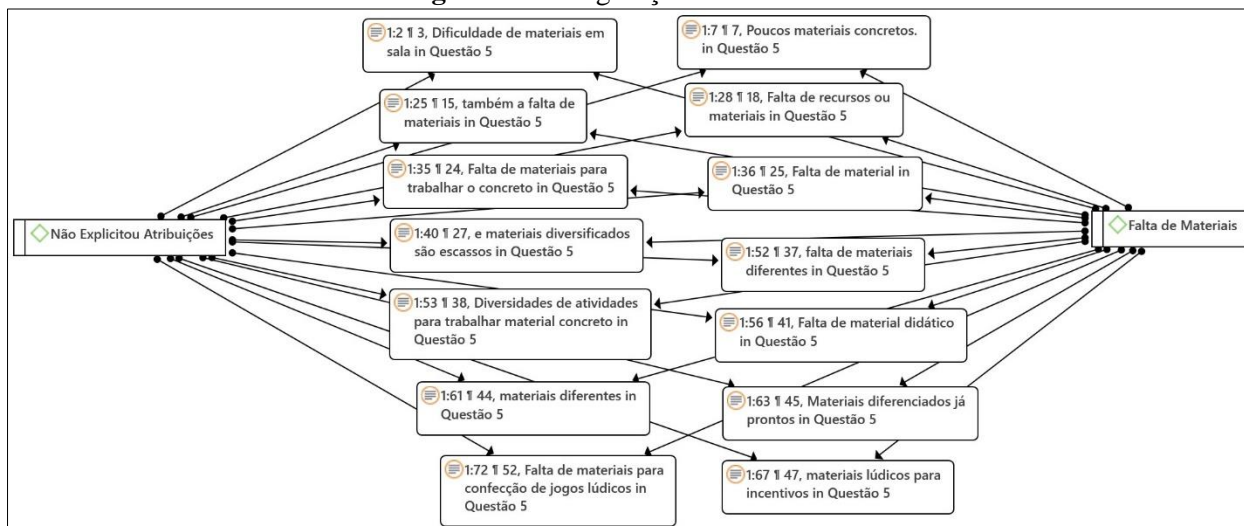 1:2 ¶ 3, Dificuldade de materiais em
sala in Questão 5
1:7 ¶ 7, Poucos materiais concretos.
in Questão 5
1:25 ¶ 15, também a falta de
materiais in Questão 5
1:28 ¶ 18, Falta de recursos ou
materiais in Questão 5
1:35 ¶ 24, Falta de materiais para
trabalhar o concreto in Questão 5
1:36 ¶ 25, Falta de material in
Questão 5
Não Explicitou Atribuições
Falta de Materiais
1:40 ¶ 27, e materiais diversificados
são escassos in Questão 5
1:52 ¶ 37, falta de materiais
diferentes in Questão 5
1:53 ¶ 38, Diversidades de atividades
para trabalhar material concreto in
Questão 5
1:56 ¶ 41, Falta de material didático
in Questão 5
1:61 ¶ 44, materiais diferentes in
Questão 5
1:63 ¶ 45, Materiais diferenciados já
prontos in Questão 5
1:72 ¶ 52, Falta de materiais para
confecção de jogos lúdicos in
Questão 5
1:67 ¶ 47, materiais lúdicos para
incentivos in Questão 5